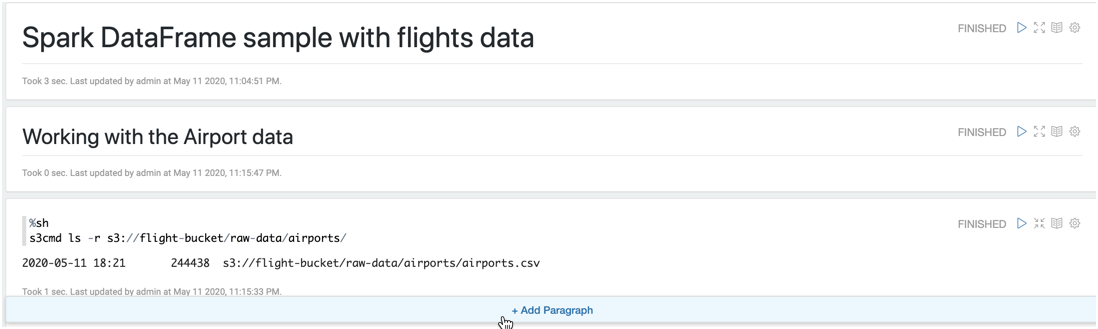 Spark DataFrame sample with flights data
FINISHED
Took 3 sec. Last updated by admin at May 11 2020, 11:04:51 PM.
Working with the Airport data
FINISHED
Took 0 sec. Last updated by admin at May 11 2020, 11:15:47 PM.
%sh
FINISHED
s3cmd ls -r s3://flight-bucket/raw-data/airports/
2020-05-11 18:21 244438 s3://flight-bucket/raw-data/airports/airports.csv
Took 1 sec. Last updated by admin at May 11 2020, 11:15:33 PM.
+ Add Paragraph